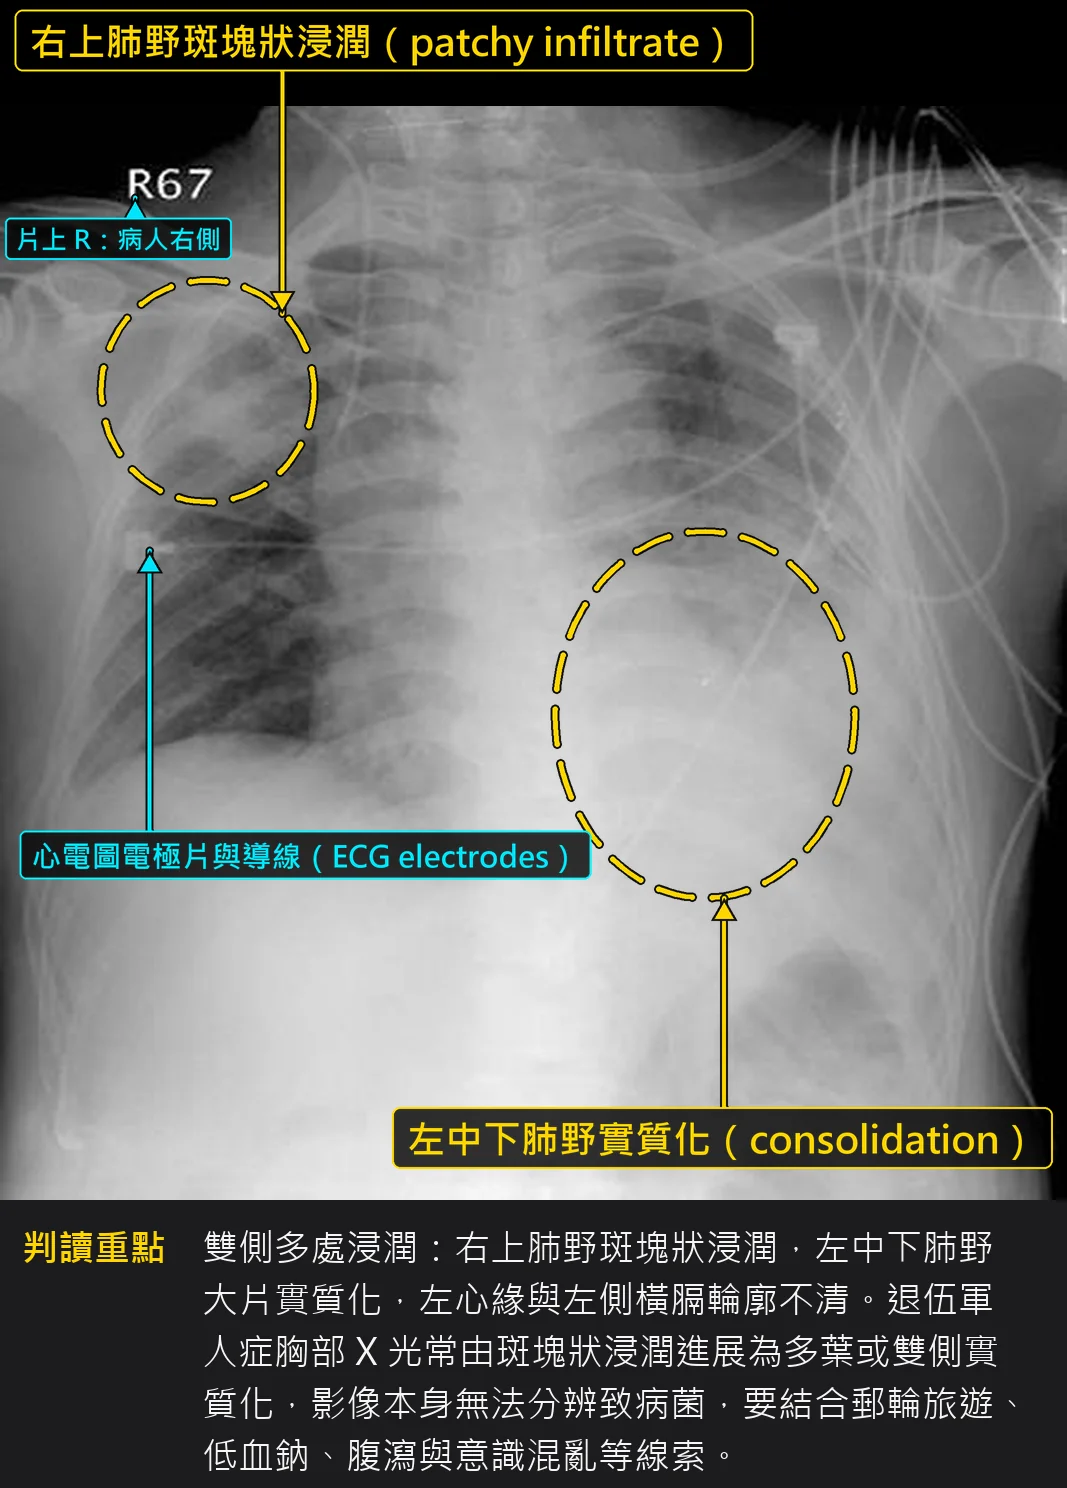 右上肺野斑塊狀浸潤（patchy infiltrate）
R67
片上 R：病人右側
心電圖電極片與導線（ECG electrodes）
左中下肺野實質化（consolidation）
判讀重點
雙側多處浸潤：右上肺野斑塊狀浸潤，左中下肺野
大片實質化，左心緣與左側橫膈輪廓不清。退伍軍
人症胸部 X 光常由斑塊狀浸潤進展為多葉或雙側實
質化，影像本身無法分辨致病菌，要結合郵輪旅遊、
低血鈉、腹瀉與意識混亂等線索。